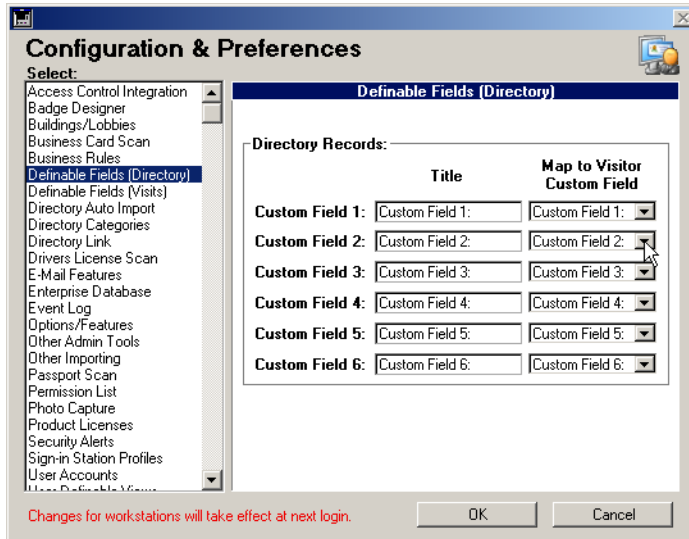 Configuration & Preferences
Select:
Access Control Integration
Badge Designer
Buildings/Lobbies
Business Card Scan
Business Rules
Definable Fields (Directory)
Definable Fields (Visits)
Directory Auto Import
Directory Categories
Directory Link
Drivers License Scan
E-Mail Features
Enterprise Database
Event Log
Options/Features
Other Admin Tools
Other Importing
Passport Scan
Permission List
Photo Capture
Product Licenses
Security Alerts
Sign-in Station Profiles
User Accounts
User Definable Views
Definable Fields (Directory)
Directory Records:
Title
Map to Visitor
Custom Field
Custom Field 1: Custom Field 1: Custom Field 1:
Custom Field 2: Custom Field 2: Custom Field 2:
Custom Field 3: Custom Field 3: Custom Field 3:
Custom Field 4: Custom Field 4: Custom Field 4:
Custom Field 5: Custom Field 5: Custom Field 5:
Custom Field 6: Custom Field 6: Custom Field 6:
Changes for workstations will take effect at next login.
OK
Cancel